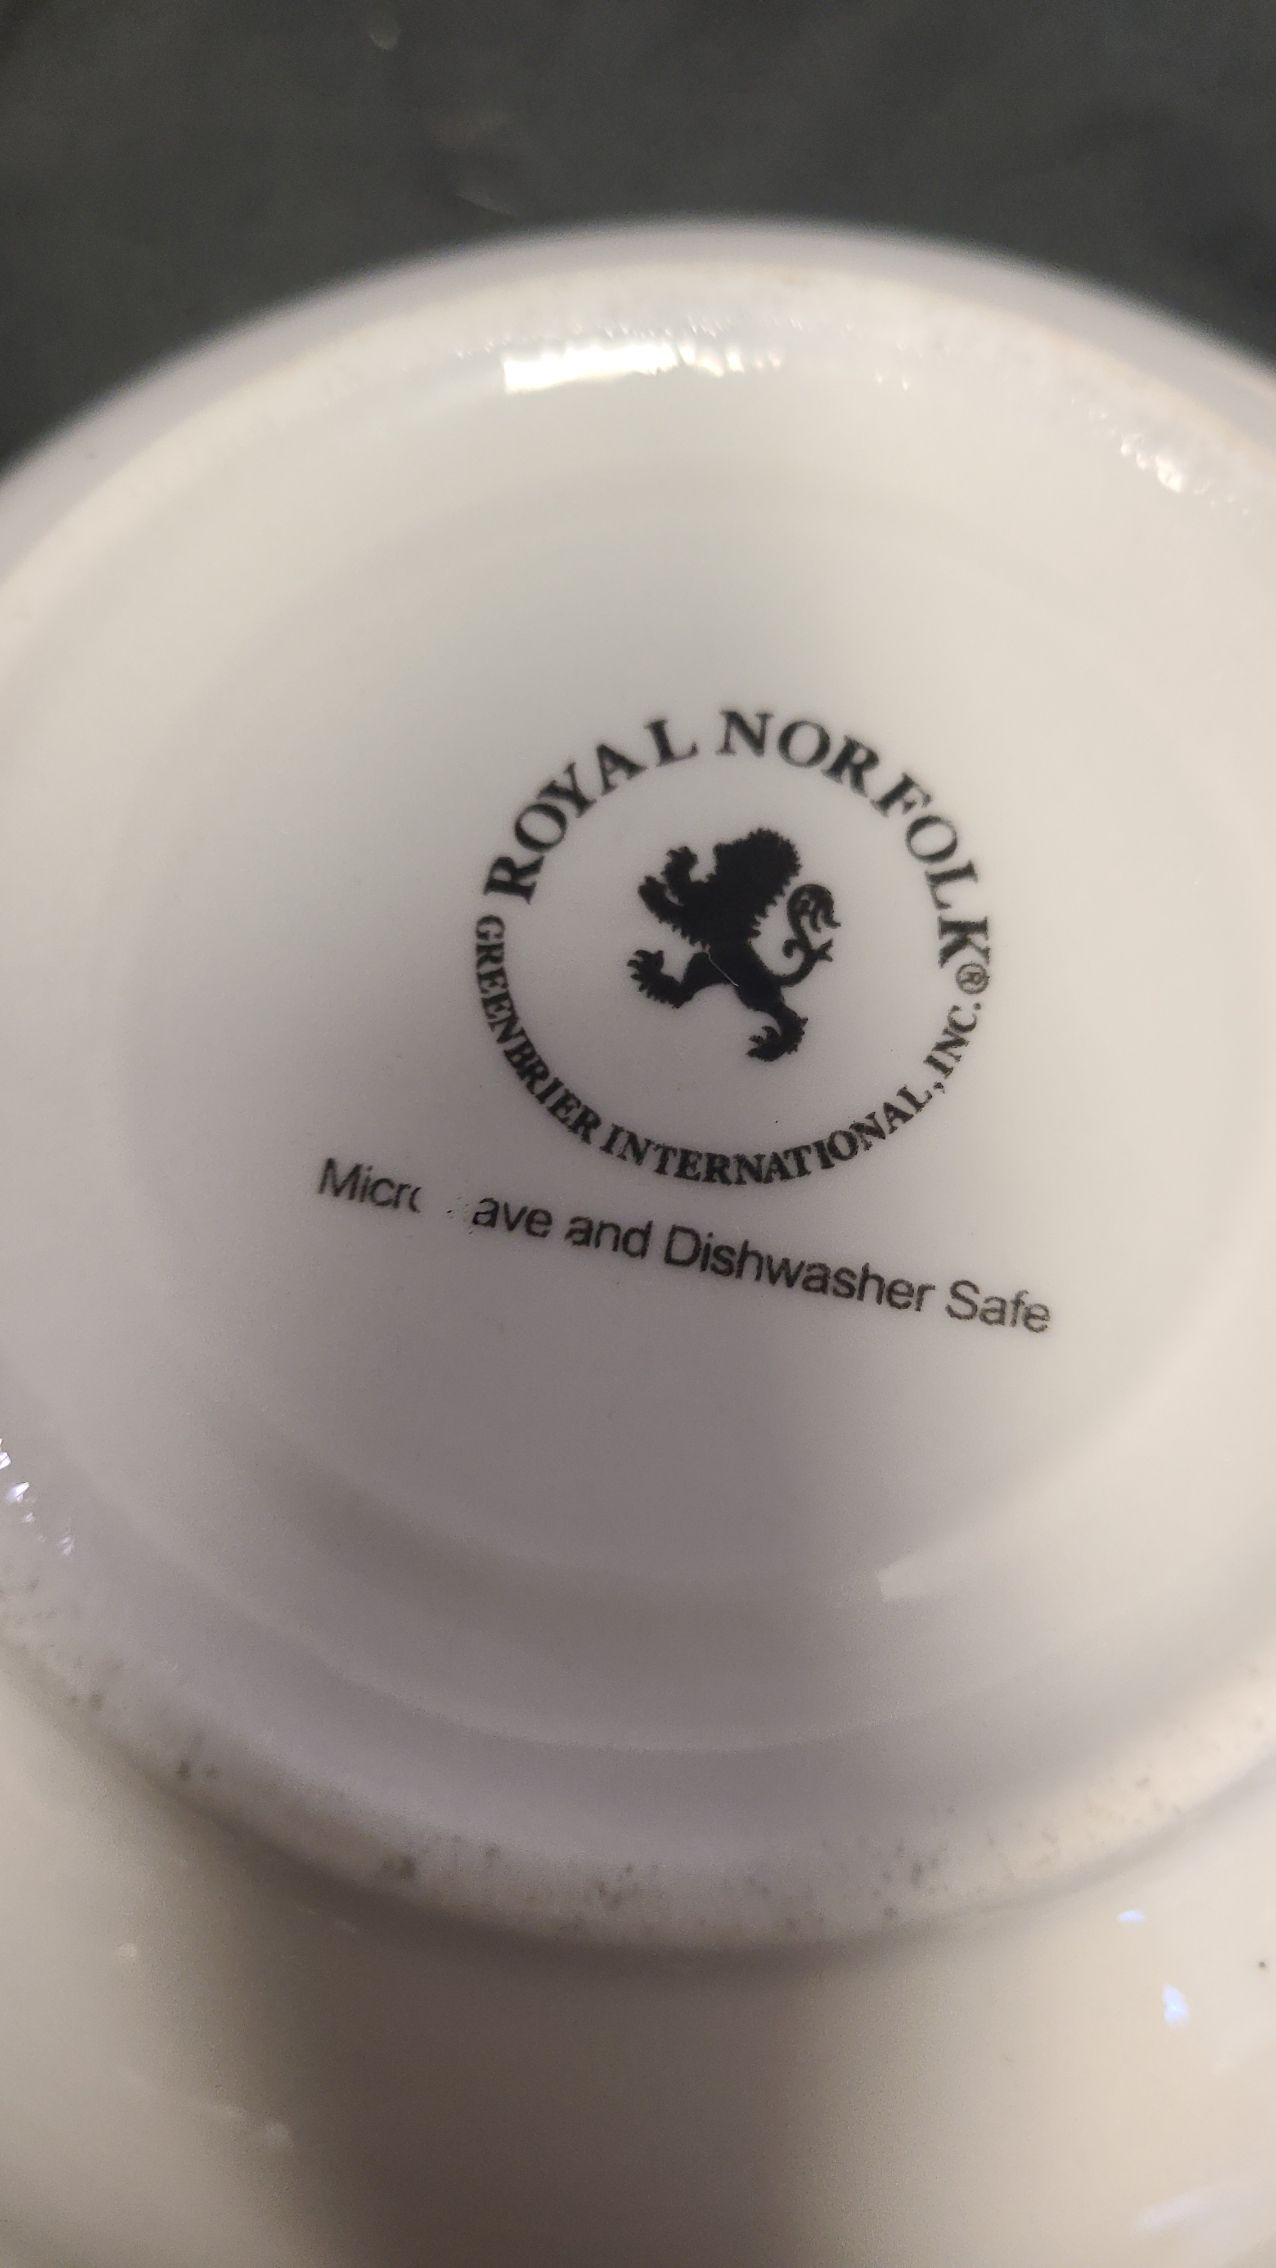 ROYAL NORFOLK®
GREENBRIER INTERNATIONAL, INC.
and Dishwasher Safe